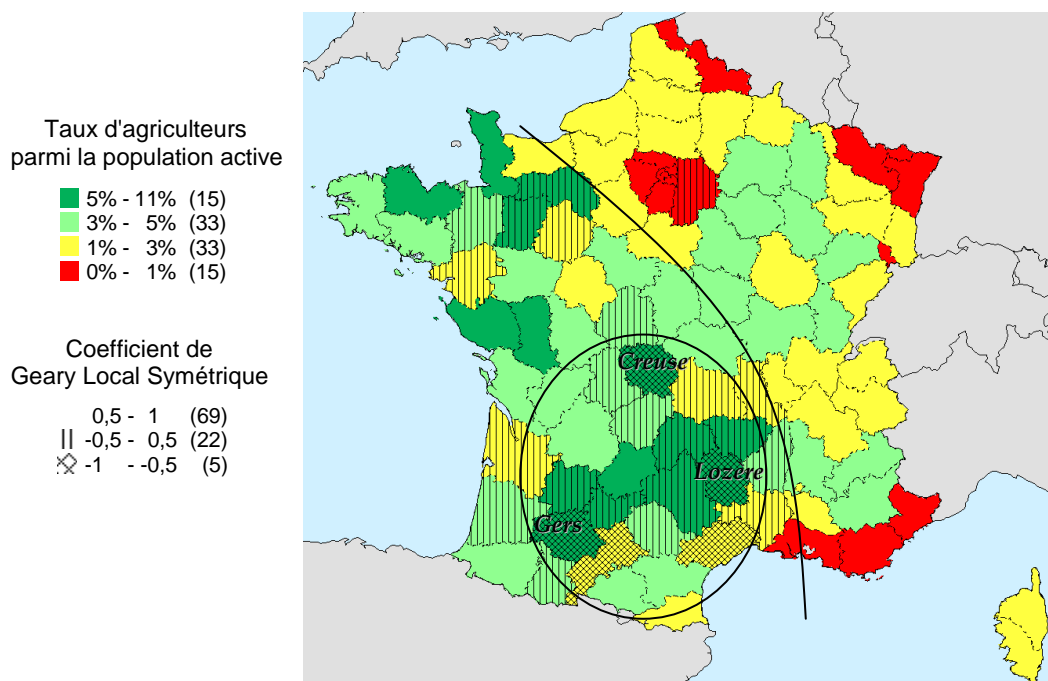 Taux d'agriculteurs
parmi la population active
5% - 11% (15)
3% - 5% (33)
1% - 3% (33)
0% - 1% (15)
Coefficient de
Geary Local Symétrique
0,5 - 1 (69)
-0,5 - 0,5 (22)
-1 - -0,5 (5)
Creuse
Lozère
Gers